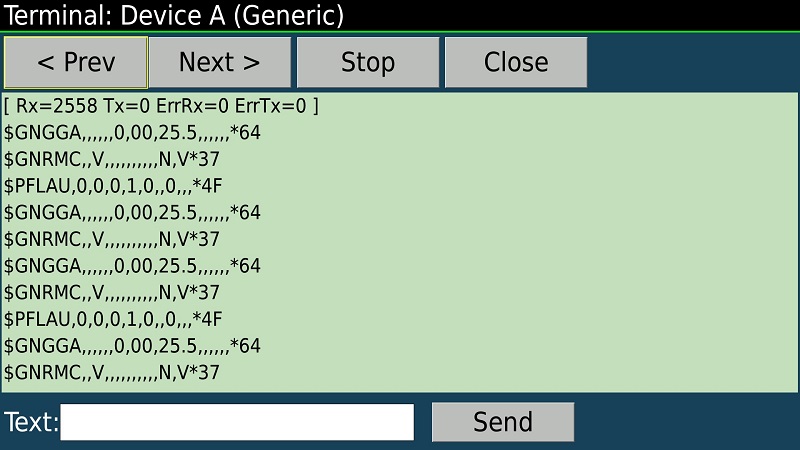 Terminal: Device A (Generic)
< Prev Next > Stop Close
[ Rx=2558 Tx=0 ErrRx=0 ErrTx=0 ]
$GNGGA,,,,,,0,00,25.5,,,,,,*64
$GNRMC,,V,,,,,,,,,,N,V*37
$PFLAU,0,0,0,1,0,,0,,,*4F
$GNGGA,,,,,,0,00,25.5,,,,,,*64
$GNRMC,,V,,,,,,,,,,N,V*37
$GNGGA,,,,,,0,00,25.5,,,,,,*64
$GNRMC,,V,,,,,,,,,,N,V*37
$PFLAU,0,0,0,1,0,,0,,,*4F
$GNGGA,,,,,,0,00,25.5,,,,,,*64
$GNRMC,,V,,,,,,,,,,N,V*37
Text: Send